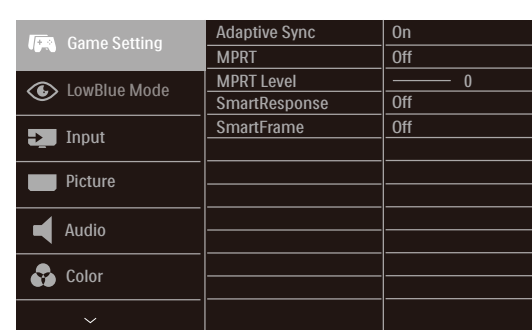 Game Setting
LowBlue Mode
Input
Picture
Audio
Color
Adaptive Sync On
MPRT Off
MPRT Level 0
SmartResponse Off
SmartFrame Off